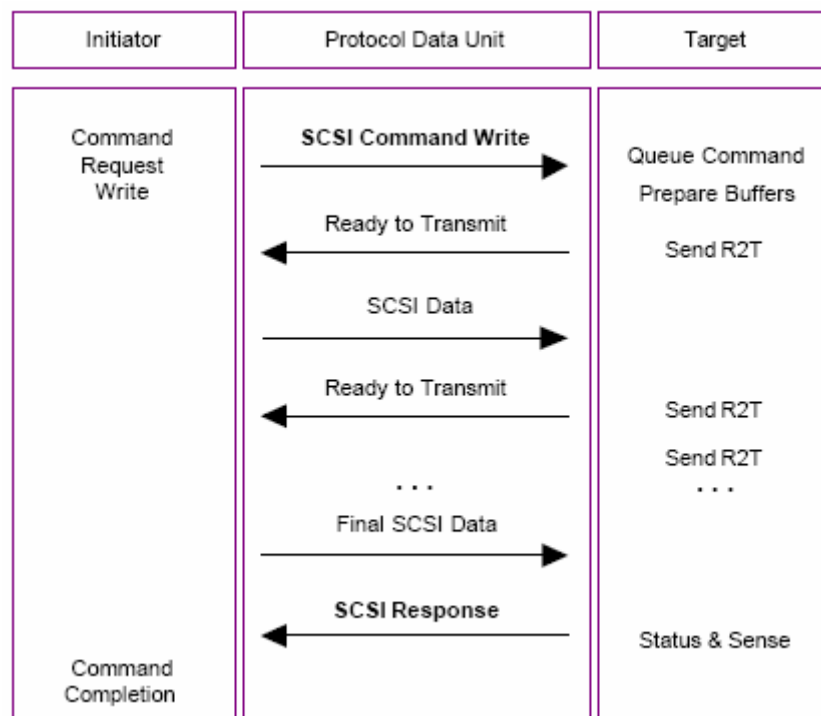 Initiator
Protocol Data Unit
Target
Command
Request
Write
SCSI Command Write
Queue Command
Prepare Buffers
Ready to Transmit
Send R2T
SCSI Data
Ready to Transmit
Send R2T
Send R2T
. . .
. . .
Final SCSI Data
SCSI Response
Status & Sense
Command
Completion